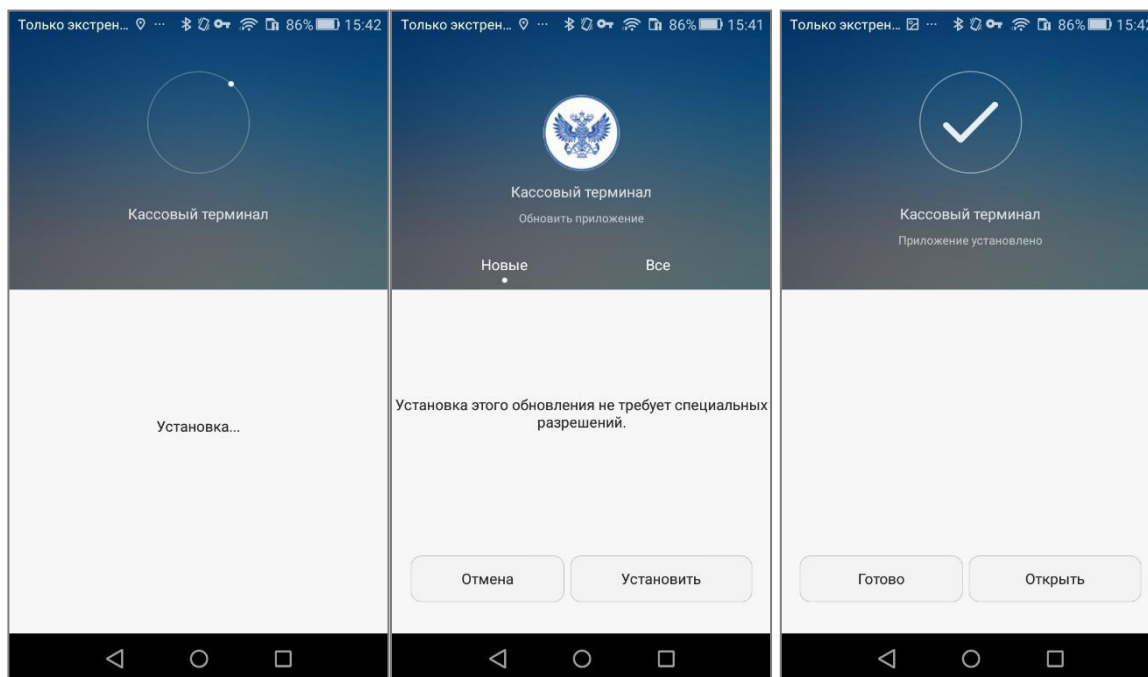 Только экстрен... ... 86% 15:42
Кассовый терминал
Установка...
Только экстрен... ... 86% 15:41
Кассовый терминал
Обновить приложение
Новые Все
Установка этого обновления не требует специальных
разрешений.
Отмена Установить
Только экстрен... ... 86% 15:42
Кассовый терминал
Приложение установлено
Готово Открыть